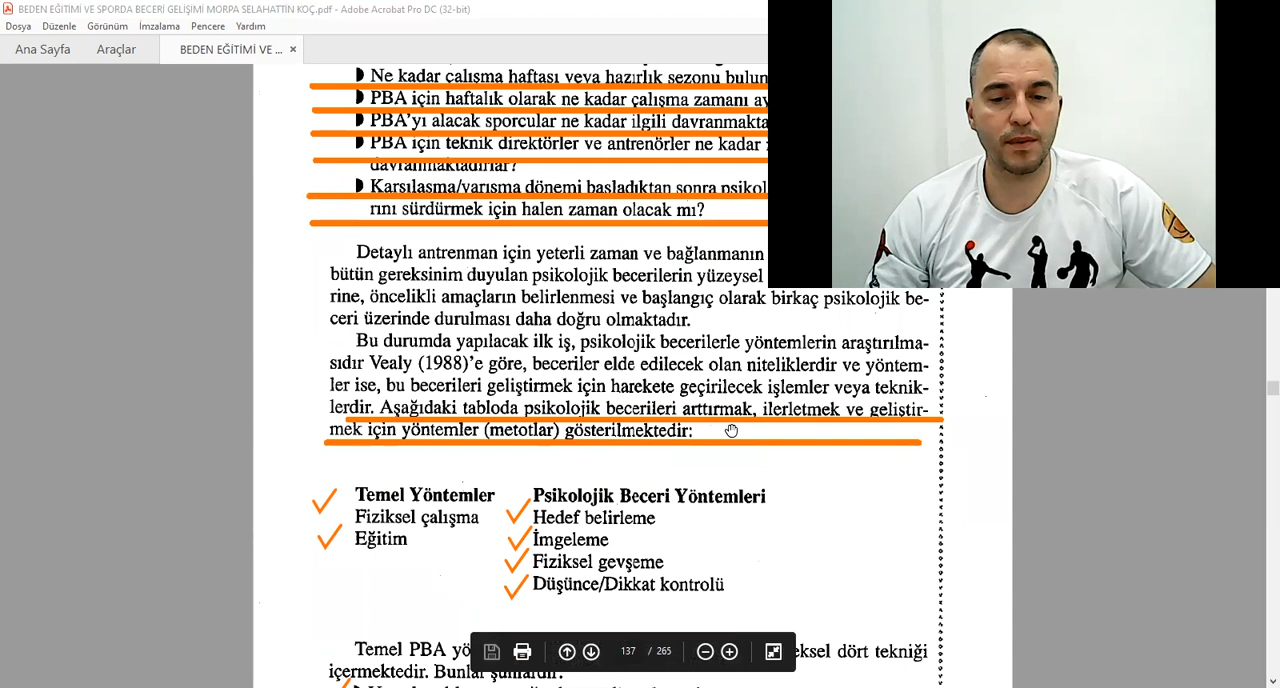 BEDEN EĞİTİMİ VE SPORDA BECERİ GELİŞİMİ MORPA SELAHATTIN KOÇ.pdf - Adobe Acrobat Pro DC (32-bit)
Dosya Düzenle Görünüm İmzalama Pencere Yardım
Ana Sayfa Araçlar BEDEN EĞİTİMİ VE ... ×
Ne kadar çalışma haftası veya hazırlık sezonu
PBA için haftalık olarak ne kadar çalışma zamanı
PBA'yı alacak sporcular ne kadar ilgili
PBA için teknik direktörler ve antrenörler ne kadar
davranmaktadırlar?
Karşılaşma/yarışma dönemi başladıktan sonra
rını sürdürmek için halen zaman olacak mı?
Detaylı antrenman için yeterli zaman ve bağlanmanın
bütün gereksinim duyulan psikolojik becerilerin yüzeysel
rine, öncelikli amaçların belirlenmesi ve başlangıç olarak birkaç psikolojik be-
ceri üzerinde durulması daha doğru olmaktadır.
Bu durumda yapılacak ilk iş, psikolojik becerilerle yöntemlerin araştırılma-
sıdır Vealy (1988)'e göre, beceriler elde edilecek olan niteliklerdir ve yöntem-
ler ise, bu becerileri geliştirmek için harekete geçirilecek işlemler veya teknik-
lerdir. Aşağıdaki tabloda psikolojik becerileri arttırmak, ilerletmek ve geliştir-
mek için yöntemler (metotlar) gösterilmektedir:
Temel Yöntemler Psikolojik Beceri Yöntemleri
Fiziksel çalışma Hedef belirleme
Eğitim İmgeleme
Fiziksel gevşeme
Düşünce/Dikkat kontrolü
Temel PBA dört tekniği
içermektedir. Bunlar şunlardır:
137 / 265